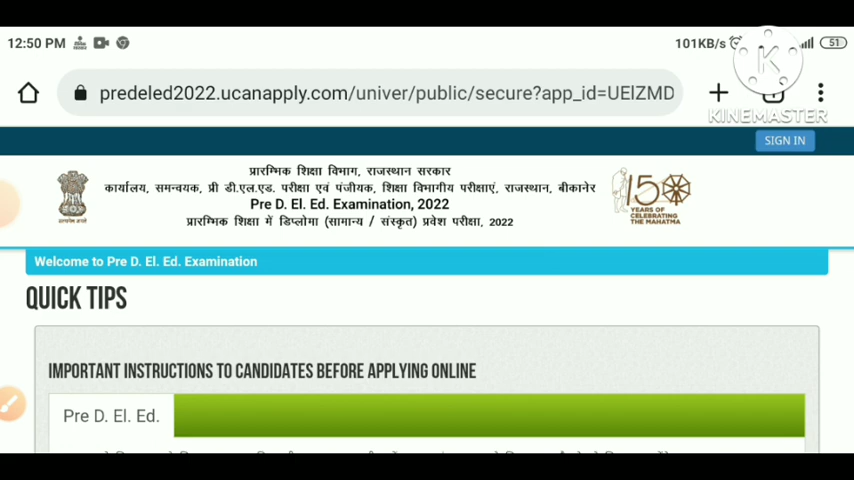 12:50 PM
101KB/s
51
KINEMASTER
predeled2022.ucanapply.com/univer/public/secure?app_id=UElZMD
SIGN IN
प्रारम्भिक शिक्षा विभाग, राजस्थान सरकार
कार्यालय, समन्वयक, प्री डी.एल.एड. परीक्षा एवं पंजीयक, शिक्षा विभागीय परीक्षाएं, राजस्थान, बीकानेर
Pre D. El. Ed. Examination, 2022
प्रारम्भिक शिक्षा में डिप्लोमा (सामान्य / संस्कृत) प्रवेश परीक्षा, 2022
150
YEARS OF
CELEBRATING
THE MAHATMA
Welcome to Pre D. El. Ed. Examination
QUICK TIPS
IMPORTANT INSTRUCTIONS TO CANDIDATES BEFORE APPLYING ONLINE
Pre D. El. Ed.